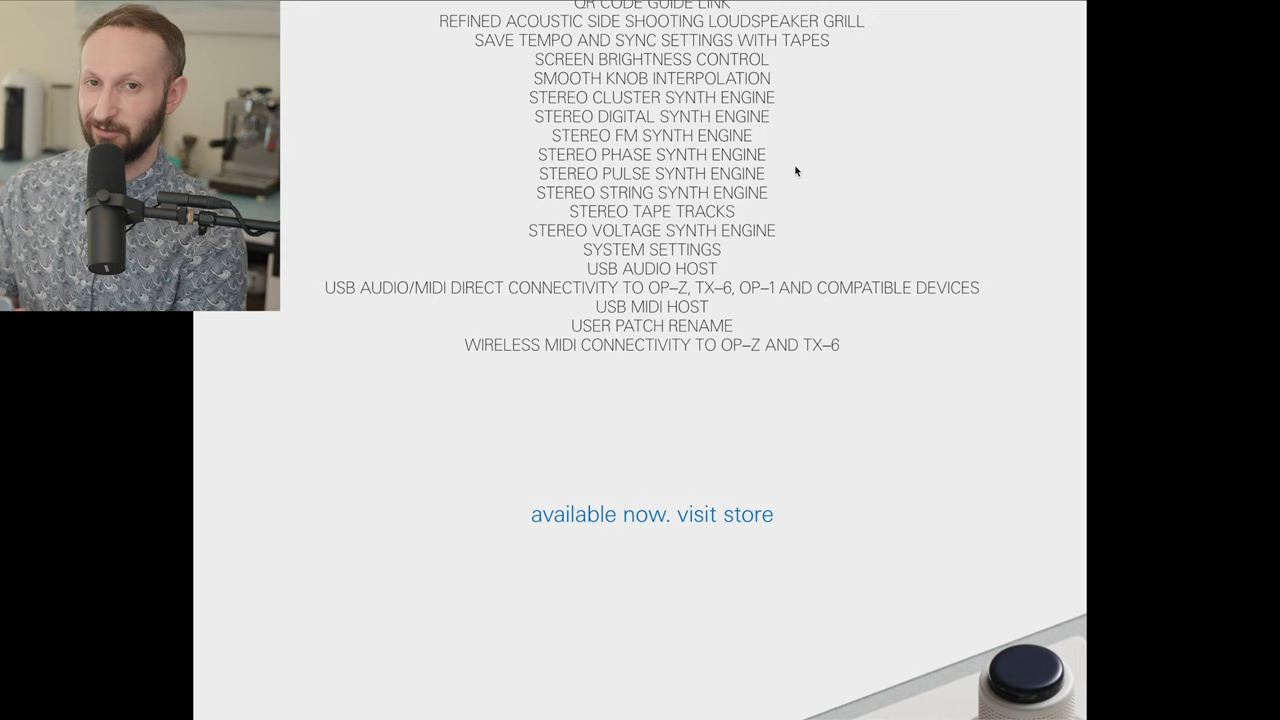 QR CODE GUIDE LINK
REFINED ACOUSTIC SIDE SHOOTING LOUDSPEAKER GRILL
SAVE TEMPO AND SYNC SETTINGS WITH TAPES
SCREEN BRIGHTNESS CONTROL
SMOOTH KNOB INTERPOLATION
STEREO CLUSTER SYNTH ENGINE
STEREO DIGITAL SYNTH ENGINE
STEREO FM SYNTH ENGINE
STEREO PHASE SYNTH ENGINE
STEREO PULSE SYNTH ENGINE
STEREO STRING SYNTH ENGINE
STEREO TAPE TRACKS
STEREO VOLTAGE SYNTH ENGINE
SYSTEM SETTINGS
USB AUDIO HOST
USB AUDIO/MIDI DIRECT CONNECTIVITY TO OP–Z, TX–6, OP–1 AND COMPATIBLE DEVICES
USB MIDI HOST
USER PATCH RENAME
WIRELESS MIDI CONNECTIVITY TO OP–Z AND TX–6
available now. visit store